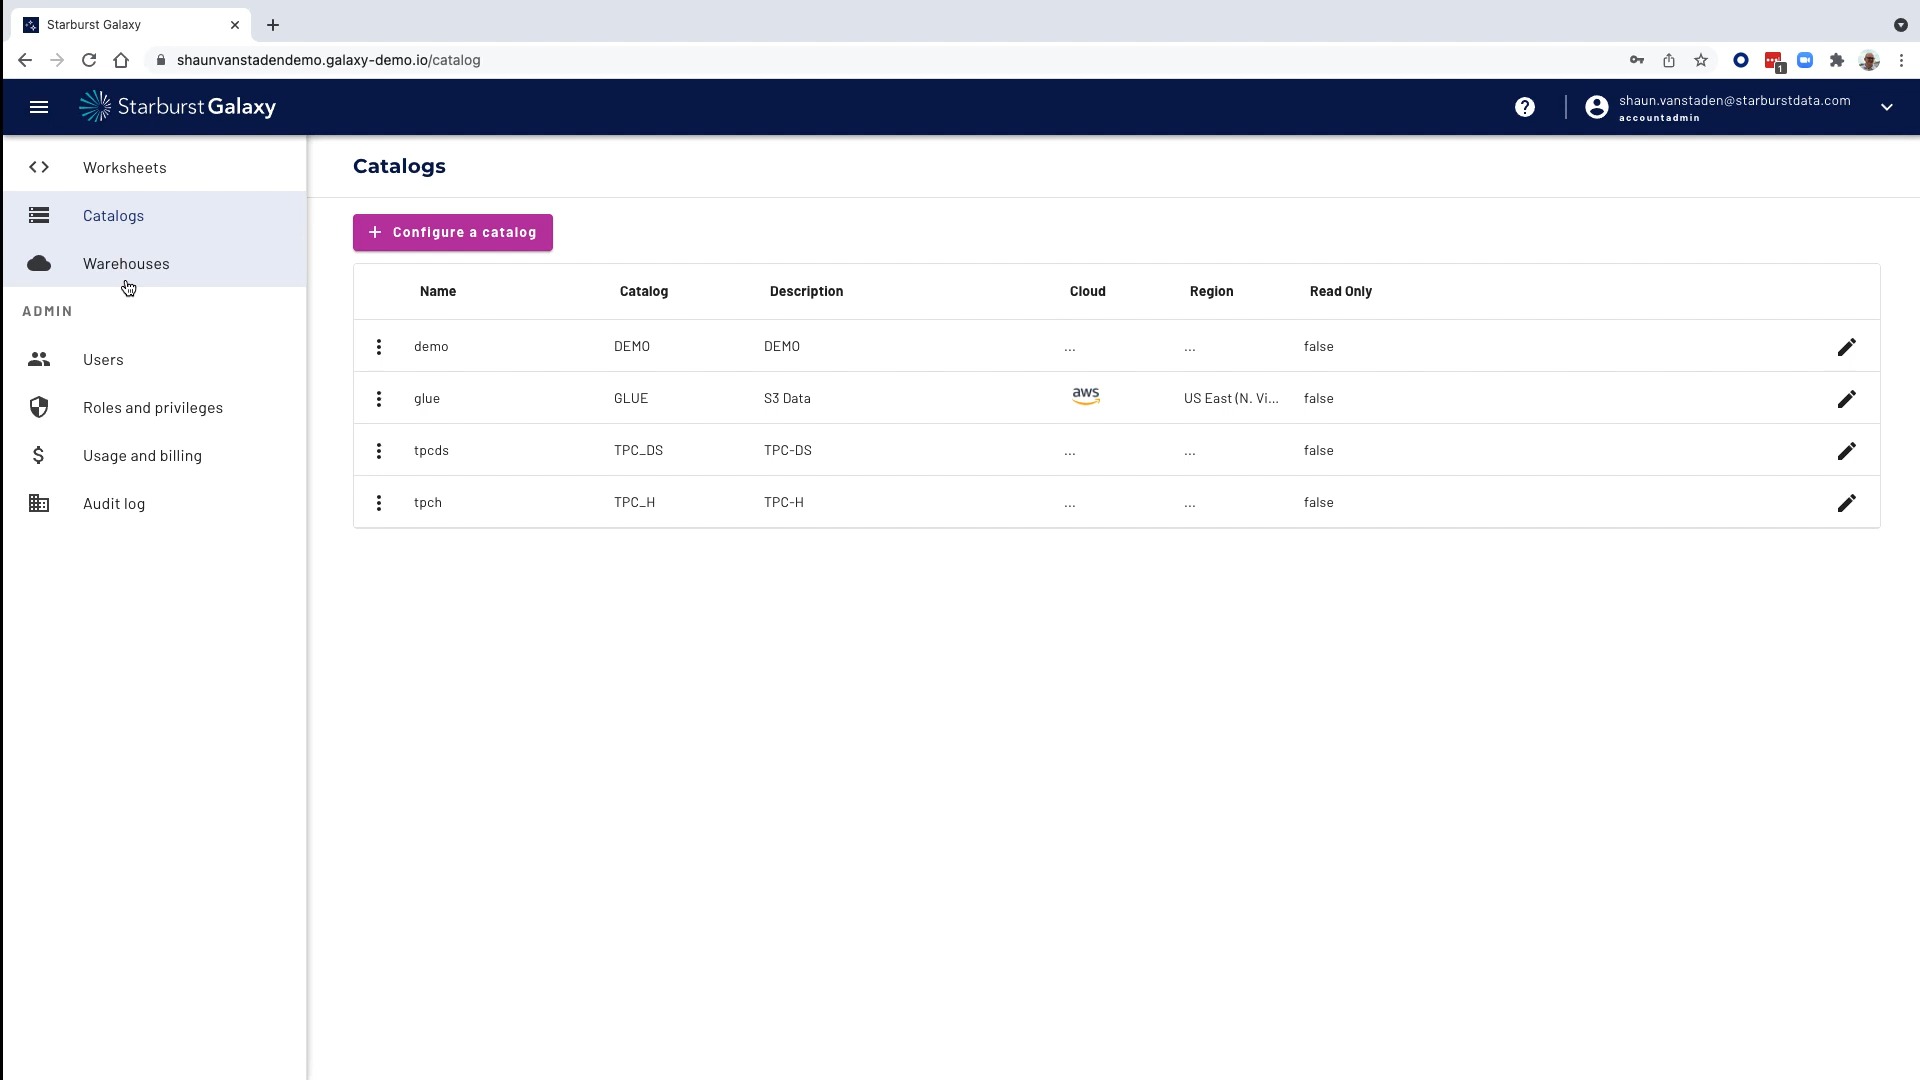 Starburst Galaxy
shaunvanstadendemo.galaxy-demo.io/catalog
1
Starburst Galaxy
shaun.vanstaden@starburstdata.com
accountadmin
Worksheets
Catalogs
Warehouses
ADMIN
Users
Roles and privileges
Usage and billing
Audit log
Catalogs
+ Configure a catalog
Name Catalog Description Cloud Region Read Only
demo DEMO DEMO ... ... false
glue GLUE S3 Data aws US East (N. Vi... false
tpcds TPC_DS TPC-DS ... ... false
tpch TPC_H TPC-H ... ... false